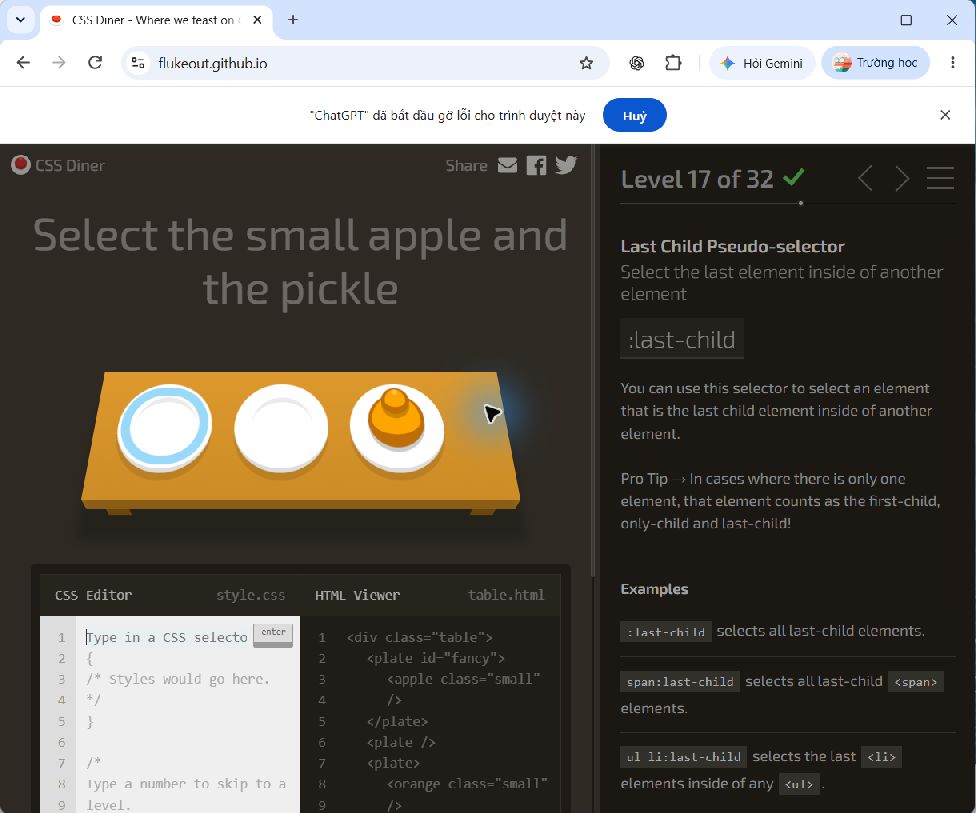 CSS Diner - Where we feast on
flukeout.github.io
Hỏi Gemini
Trường học
"ChatGPT" đã bắt đầu gỡ lỗi cho trình duyệt này
Huỷ
CSS Diner
Share
Select the small apple and
the pickle
CSS Editor
style.css
HTML Viewer
table.html
1
Type in a CSS selecto
enter
2
{
3
/* Styles would go here.
4
*/
5
}
6
7
/*
8
Type a number to skip to a
9
level.
1
<div class="table">
2
<plate id="fancy">
3
<apple class="small"
4
/>
5
</plate>
6
<plate />
7
<plate>
8
<orange class="small"
9
/>
Level 17 of 32
Last Child Pseudo-selector
Select the last element inside of another
element
:last-child
You can use this selector to select an element
that is the last child element inside of another
element.
Pro Tip → In cases where there is only one
element, that element counts as the first-child,
only-child and last-child!
Examples
:last-child selects all last-child elements.
span:last-child selects all last-child <span>
elements.
ul li:last-child selects the last <li>
elements inside of any <ul>.